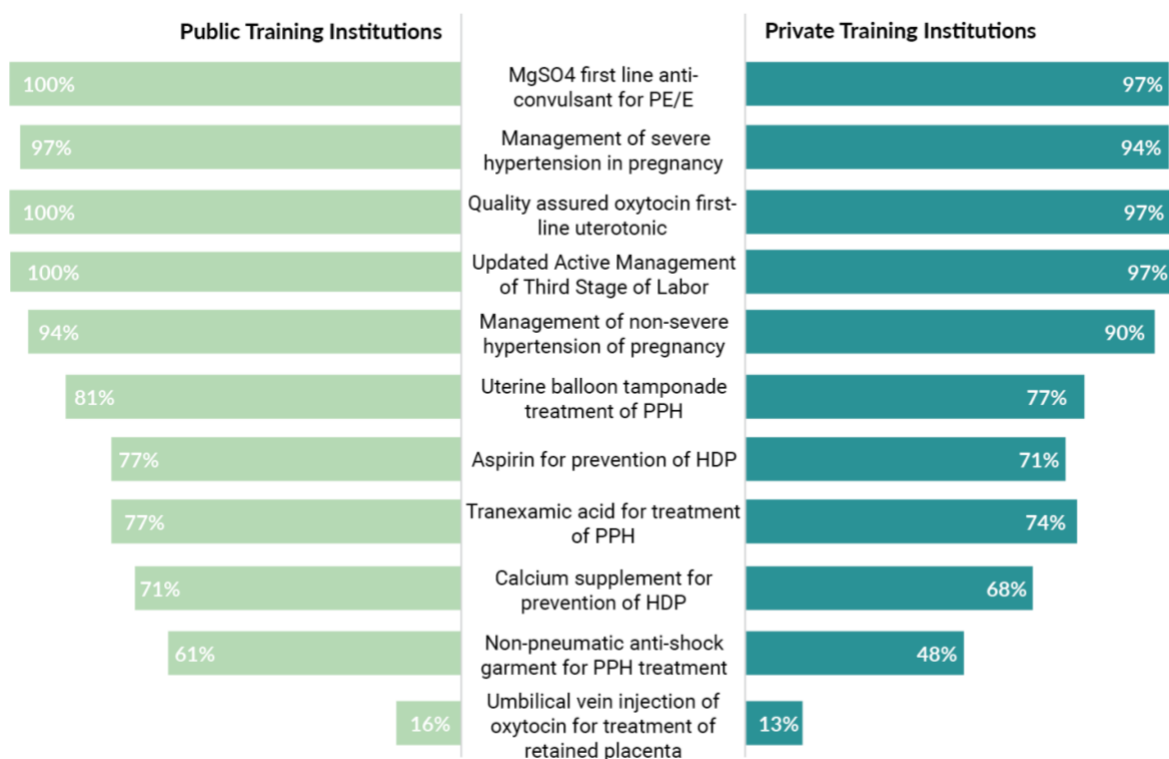 Public Training Institutions
Private Training Institutions
100%
MgSO4 first line anti-
convulsant for PE/E
97%
97%
Management of severe
hypertension in pregnancy
94%
100%
Quality assured oxytocin first-
line uterotonic
97%
100%
Updated Active Management
of Third Stage of Labor
97%
94%
Management of non-severe
hypertension of pregnancy
90%
81%
Uterine balloon tamponade
treatment of PPH
77%
77%
Aspirin for prevention of HDP
71%
77%
Tranexamic acid for treatment
of PPH
74%
71%
Calcium supplement for
prevention of HDP
68%
61%
Non-pneumatic anti-shock
garment for PPH treatment
48%
16%
Umbilical vein injection of
oxytocin for treatment of
retained placenta
13%